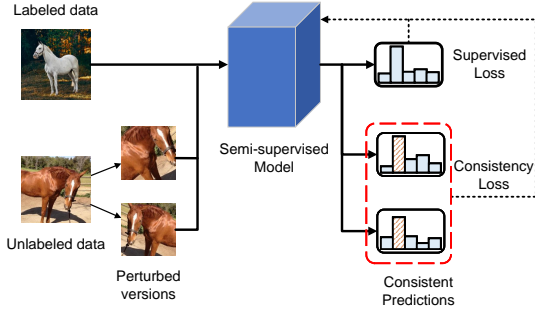 Labeled data
Unlabeled data
Perturbed
versions
Semi-supervised
Model
Supervised
Loss
Consistency
Loss
Consistent
Predictions